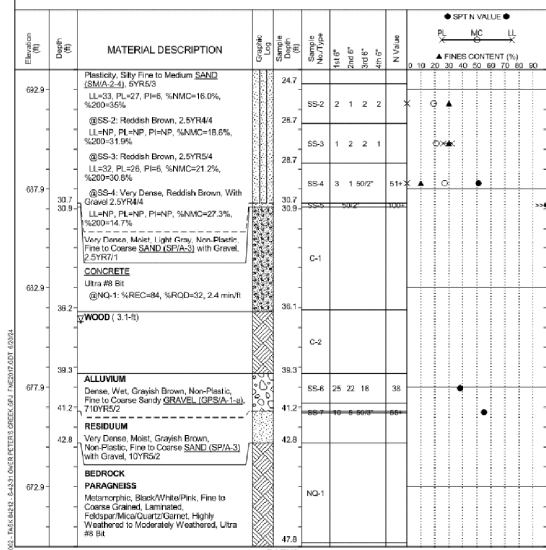 SPT N VALUE
PL MC LL
FINES CONTENT (%)
0 10 20 30 40 50 60 70 80 90
Elevation (ft)
Depth (ft)
MATERIAL DESCRIPTION
Graphic Log
Sample Depth (ft)
Sample No./Type
1st 6"
2nd 6"
3rd 6"
4th 6"
N Value
Plasticity, Silty Fine to Medium SAND
(SM/A-2-4), 5YR5/3
LL=33, PL=27, PI=6, %NMC=16.0%,
%200=35%
@SS-2: Reddish Brown, 2.5YR4/4
LL=NP, PL=NP, PI=NP, %NMC=18.6%,
%200=31.9%
@SS-3: Reddish Brown, 2.5YR5/4
LL=32, PL=26, PI=6, %NMC=21.2%,
%200=30.8%
@SS-4: Very Dense, Reddish Brown, With
Gravel 2.5YR4/4
LL=NP, PL=NP, PI=NP, %NMC=27.3%,
%200=14.7%
Very Dense, Moist, Light Gray, Non-Plastic,
Fine to Coarse SAND (SP/A-3) with Gravel,
2.5YR7/1
CONCRETE
Ultra #8 Bit
@NQ-1: %REC=84, %RQD=32, 2.4 min/ft
WOOD ( 3.1-ft)
ALLUVIUM
Dense, Wet, Grayish Brown, Non-Plastic,
Fine to Coarse Sandy GRAVEL (GPS/A-1-a),
710YR5/2
RESIDUUM
Very Dense, Moist, Grayish Brown,
Non-Plastic, Fine to Coarse SAND (SP/A-3)
with Gravel, 10YR5/2
BEDROCK
PARAGNEISS
Metamorphic, Black/White/Pink, Fine to
Coarse Grained, Laminated,
Feldspar/Mica/Quartz/Garnet, Highly
Weathered to Moderately Weathered, Ultra
#8 Bit
692.9
687.9
682.9
677.9
672.9
30.7
30.9
36.2
39.3
41.2
42.8
24.7
26.7
28.7
30.7
30.9
36.1
39.3
41.2
42.8
47.8
SS-2 2 1 2 2
SS-3 1 2 2 1
SS-4 3 1 50/2" 51+
SS-5 50/2" 100+
C-1
C-2
SS-6 25 22 16 38
SS-7 10 5 50/3" 55+
NQ-1
>>